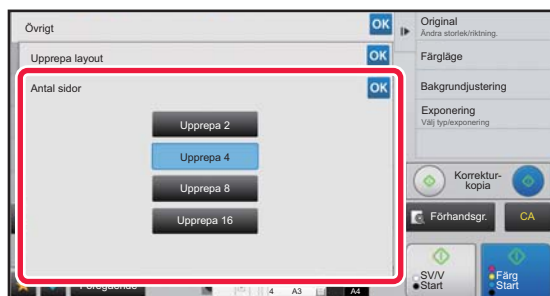 Övrigt
OK
Upprepa layout
OK
Antal sidor
OK
Upprepa 2
Upprepa 4
Upprepa 8
Upprepa 16
Original
Ändra storlek/riktning.
Färgläge
Bakgrundjustering
Exponering
Välj typ/exponering
Korrektur-
kopia
Förhandsgr.
CA
SV/V
Start
Färg
Start
Föregående
4
A3
A4